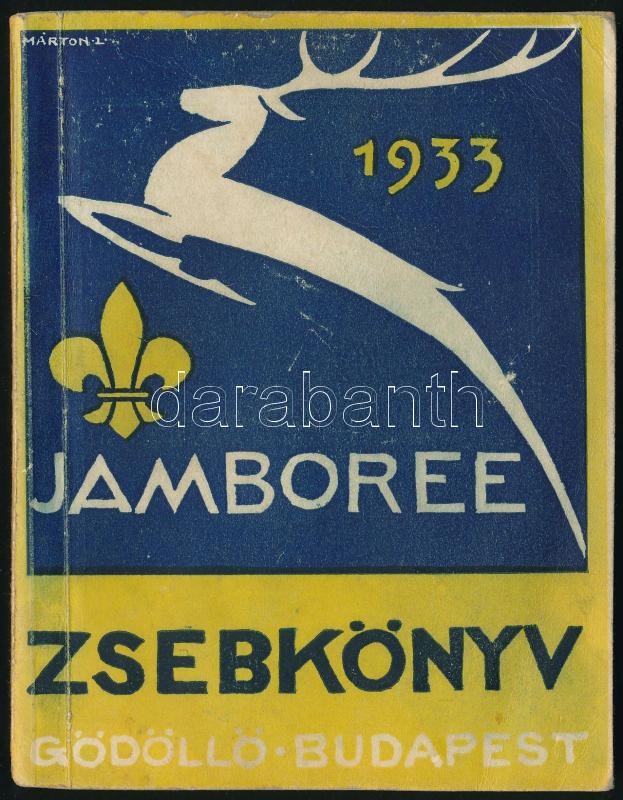 MÁRTON·L·
1933
darabanth
JAMBOREE
ZSEBKÖNYV
GÖDÖLLŐ·BUDAPEST